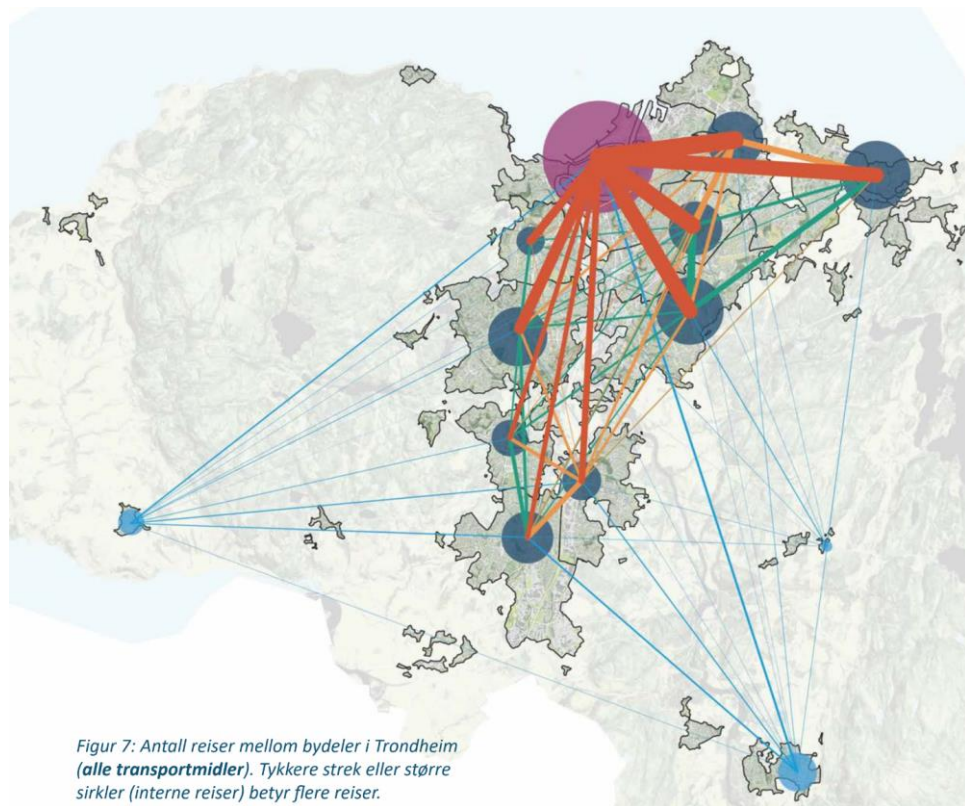 Figur 7: Antall reiser mellom bydeler i Trondheim
(alle transportmidler). Tykkere strek eller større
sirkler (interne reiser) betyr flere reiser.